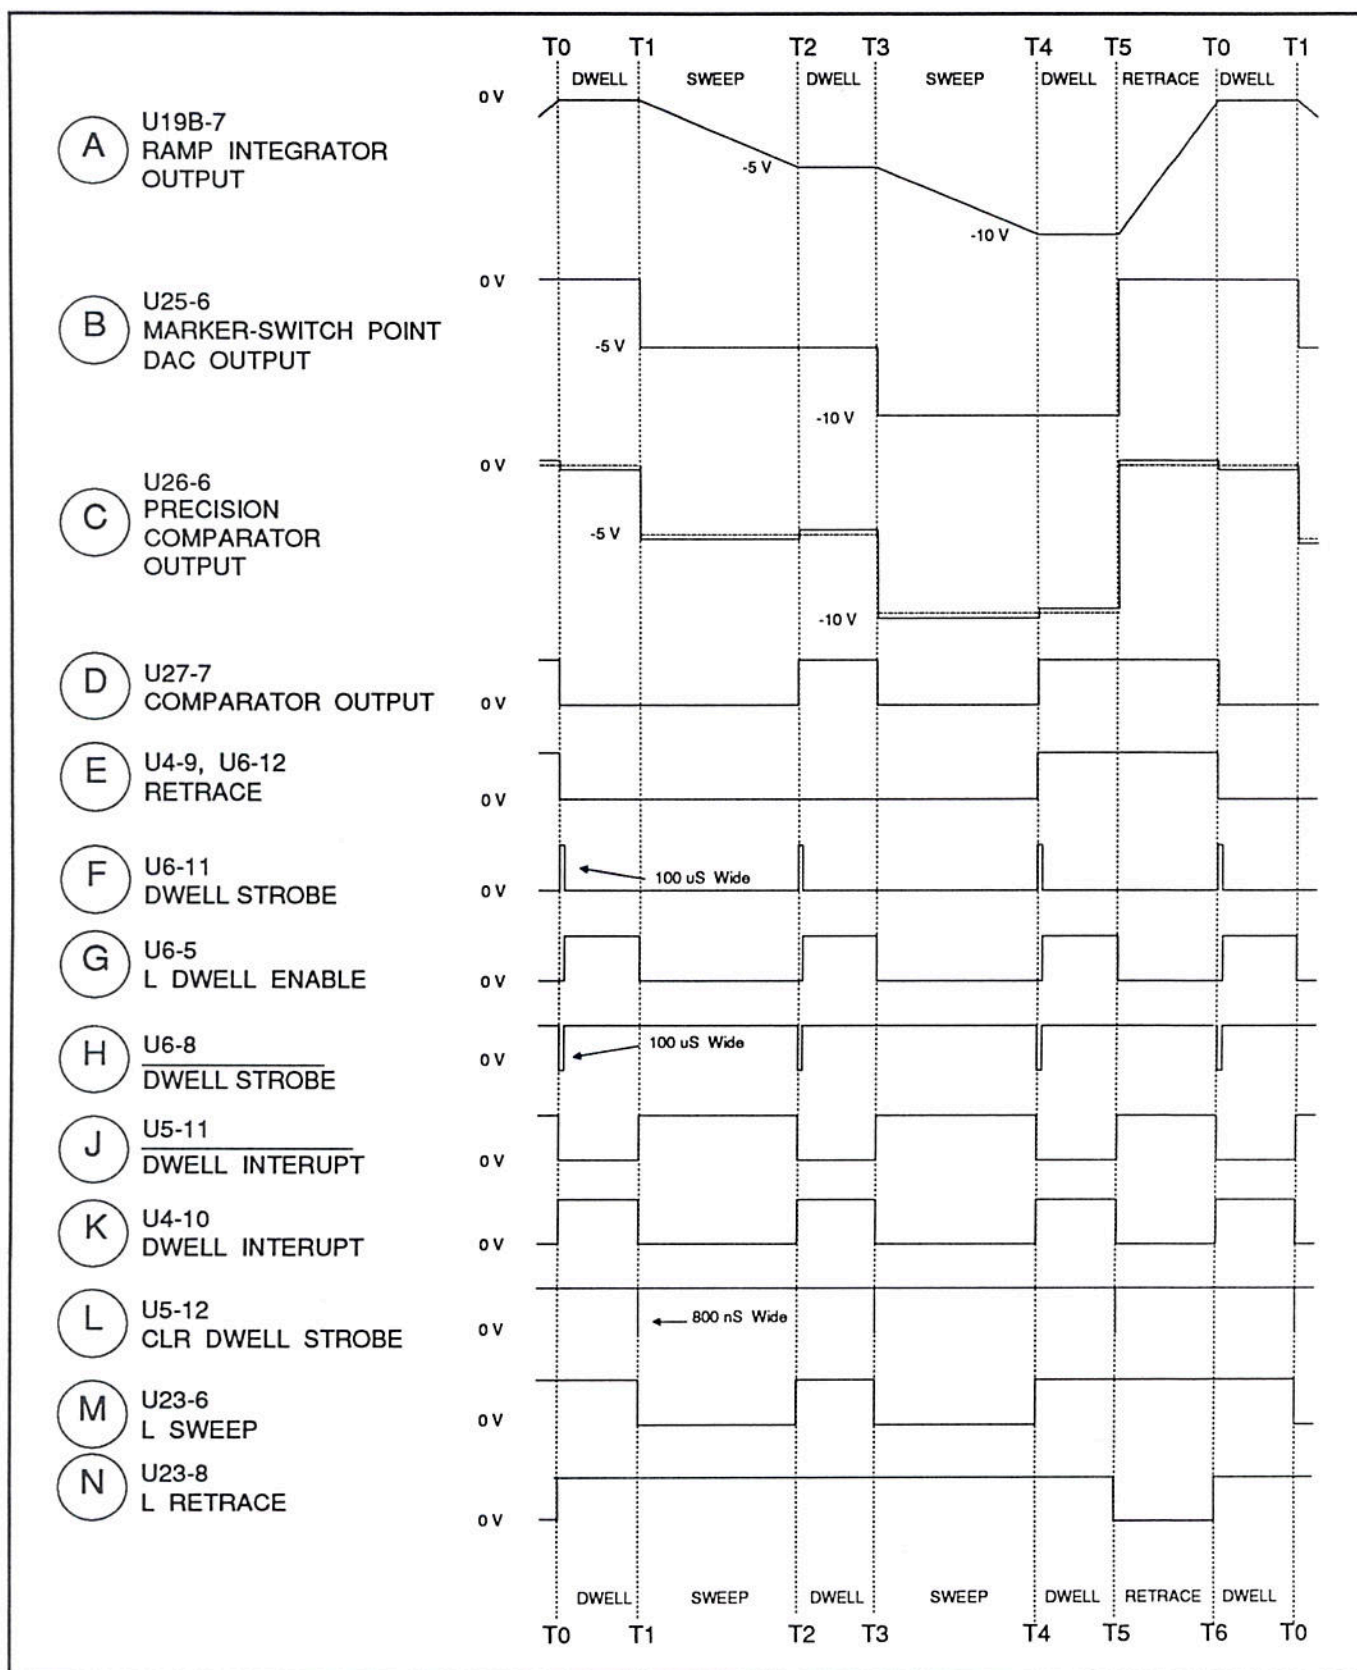 T0 T1 T2 T3 T4 T5 T0 T1
DWELL SWEEP DWELL SWEEP DWELL RETRACE DWELL
A
U19B-7
RAMP INTEGRATOR
OUTPUT
0 V
-5 V
-10 V
B
U25-6
MARKER-SWITCH POINT
DAC OUTPUT
0 V
-5 V
-10 V
C
U26-6
PRECISION
COMPARATOR
OUTPUT
0 V
-5 V
-10 V
D
U27-7
COMPARATOR OUTPUT
0 V
E
U4-9, U6-12
RETRACE
0 V
F
U6-11
DWELL STROBE
0 V
100 uS Wide
G
U6-5
L DWELL ENABLE
0 V
H
U6-8
DWELL STROBE
0 V
100 uS Wide
J
U5-11
DWELL INTERUPT
0 V
K
U4-10
DWELL INTERUPT
0 V
L
U5-12
CLR DWELL STROBE
0 V
800 nS Wide
M
U23-6
L SWEEP
0 V
N
U23-8
L RETRACE
0 V
DWELL SWEEP DWELL SWEEP DWELL RETRACE DWELL
T0 T1 T2 T3 T4 T5 T6 T0